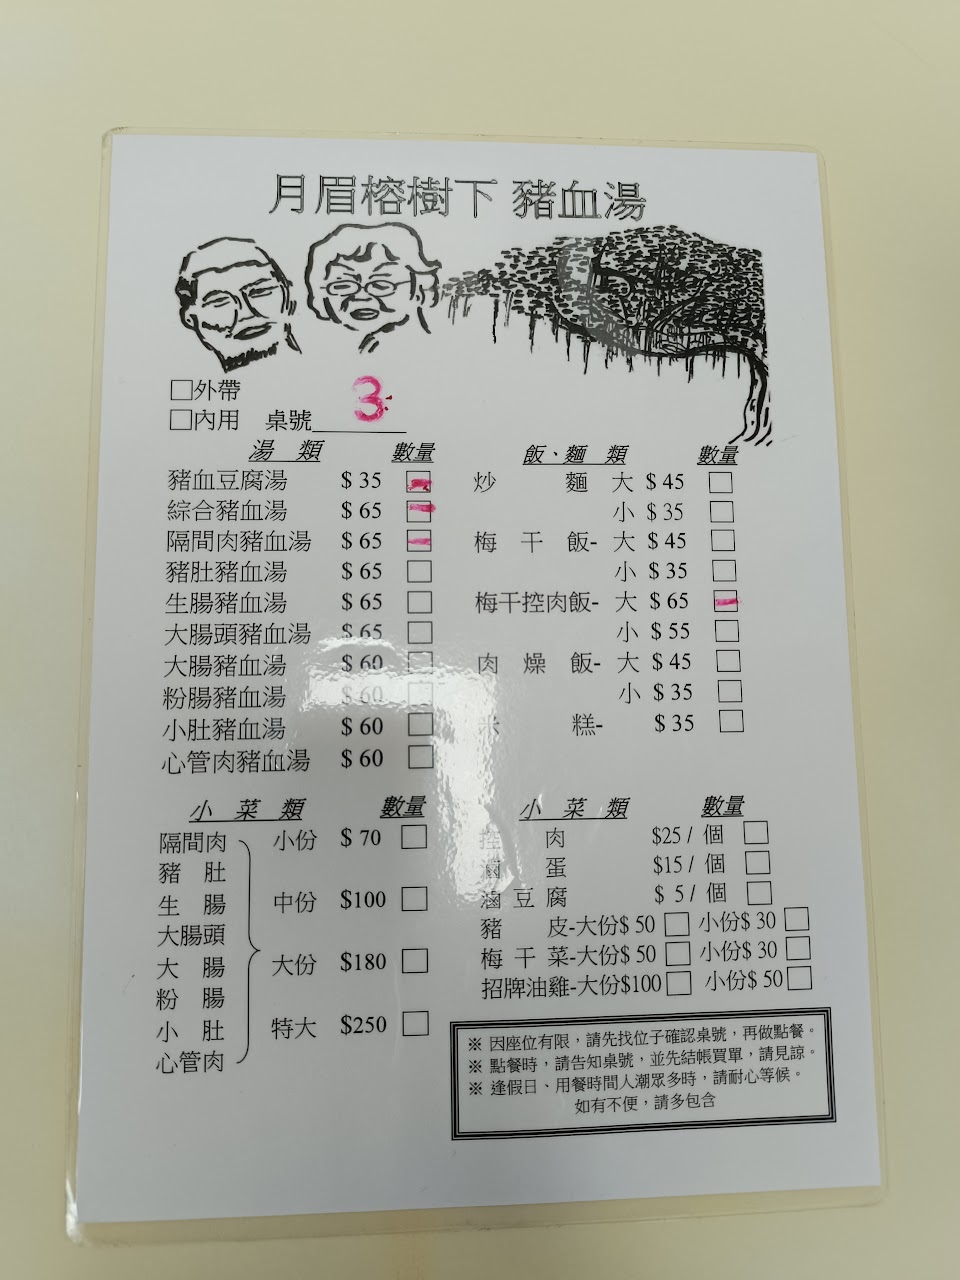 月眉榕樹下 豬血湯
□外帶
□內用 桌號 3
湯 類 數量
豬血豆腐湯 $ 35 □
綜合豬血湯 $ 65 □
隔間肉豬血湯 $ 65 □
豬肚豬血湯 $ 65 □
生腸豬血湯 $ 65 □
大腸頭豬血湯 $ 65 □
大腸豬血湯 $ 60 □
粉腸豬血湯 $ 60 □
小肚豬血湯 $ 60 □
心管肉豬血湯 $ 60 □
飯、麵 類 數量
炒 麵 大 $ 45 □
小 $ 35 □
梅 干 飯- 大 $ 45 □
小 $ 35 □
梅干控肉飯- 大 $ 65 □
小 $ 55 □
肉 燥 飯- 大 $ 45 □
小 $ 35 □
米 糕- $ 35 □
小 菜 類 數量
隔間肉 小份 $ 70 □
豬 肚
生 腸 中份 $100 □
大腸頭
大 腸 大份 $180 □
粉 腸
小 肚 特大 $250 □
心管肉
小 菜 類 數量
控 肉 $25 / 個 □
滷 蛋 $15 / 個 □
滷 豆 腐 $ 5 / 個 □
豬 皮-大份$ 50 □ 小份$ 30 □
梅 干 菜-大份$ 50 □ 小份$ 30 □
招牌油雞-大份$100 □ 小份$ 50 □
※ 因座位有限，請先找位子確認桌號，再做點餐。
※ 點餐時，請告知桌號，並先結帳買單，請見諒。
※ 逢假日、用餐時間人潮眾多時，請耐心等候。
如有不便，請多包含